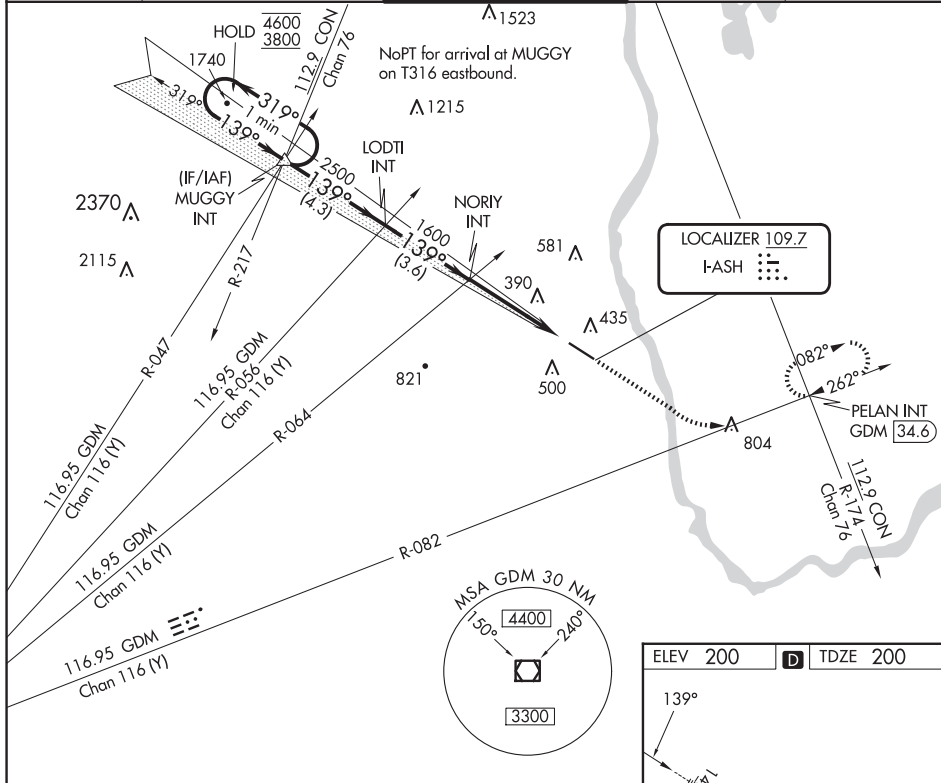 1523
HOLD
4600
3800
112.9 CON
Chan 76
NoPT for arrival at MUGGY
on T316 eastbound.
1740
1215
319°
319°
1 min
139°
LODTI
INT
2500
139°
(4.3)
(IF/IAF)
MUGGY
INT
NORIY
INT
2370
1600
139°
(3.6)
581
LOCALIZER 109.7
I-ASH
2115
R-217
390
435
R-047
116.95 GDM
R-056
Chan 116 (Y)
821
500
082°
262°
R-064
PELAN INT
GDM 34.6
804
116.95 GDM
Chan 116 (Y)
112.9 CON
R-174
Chan 76
116.95 GDM
Chan 116 (Y)
R-082
MSA GDM 30 NM
150°
4400
240°
116.95 GDM
Chan 116 (Y)
3300
ELEV 200
D
TDZE 200
139°
14